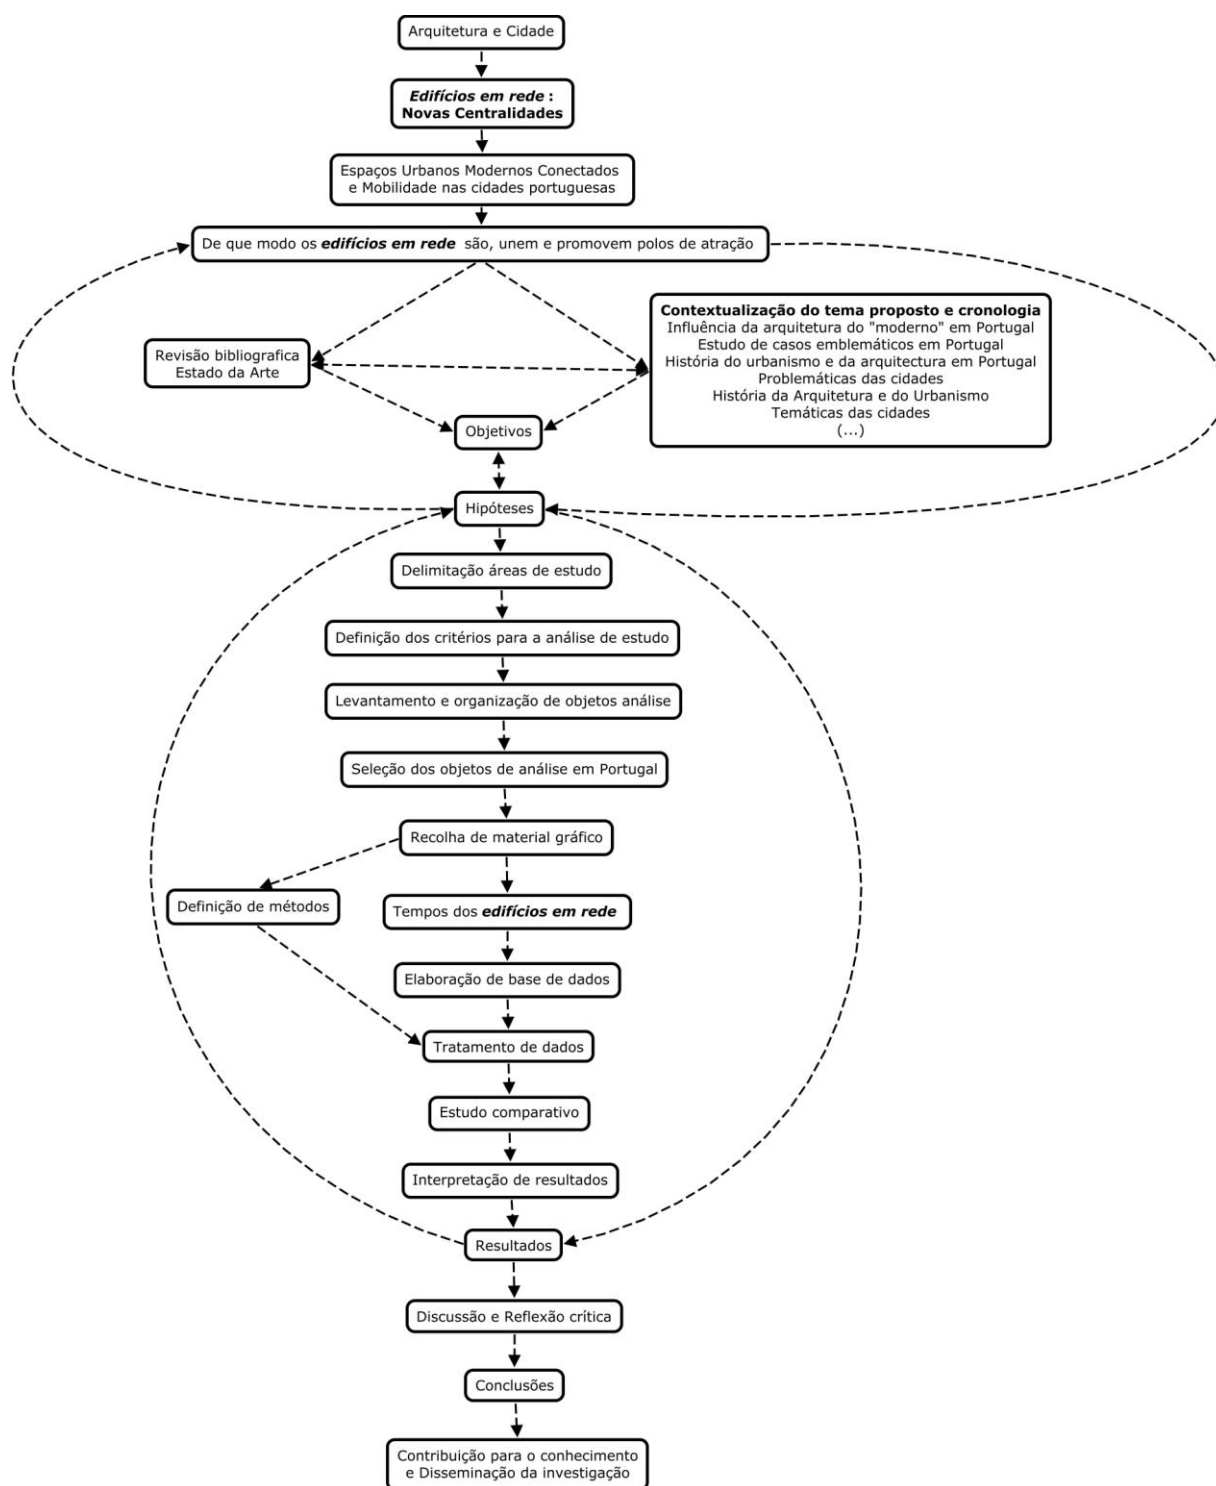 Arquitetura e Cidade
Edifícios em rede :
Novas Centralidades
Espaços Urbanos Modernos Conectados
e Mobilidade nas cidades portuguesas
De que modo os edifícios em rede são, unem e promovem polos de atração
Contextualização do tema proposto e cronologia
Influência da arquitetura do "moderno" em Portugal
Estudo de casos emblemáticos em Portugal
História do urbanismo e da arquitectura em Portugal
Problemáticas das cidades
História da Arquitetura e do Urbanismo
Temáticas das cidades
(...)
Revisão bibliografica
Estado da Arte
Objetivos
Hipóteses
Delimitação áreas de estudo
Definição dos critérios para a análise de estudo
Levantamento e organização de objetos análise
Seleção dos objetos de análise em Portugal
Recolha de material gráfico
Definição de métodos
Tempos dos edifícios em rede
Elaboração de base de dados
Tratamento de dados
Estudo comparativo
Interpretação de resultados
Resultados
Discussão e Reflexão crítica
Conclusões
Contribuição para o conhecimento
e Disseminação da investigação